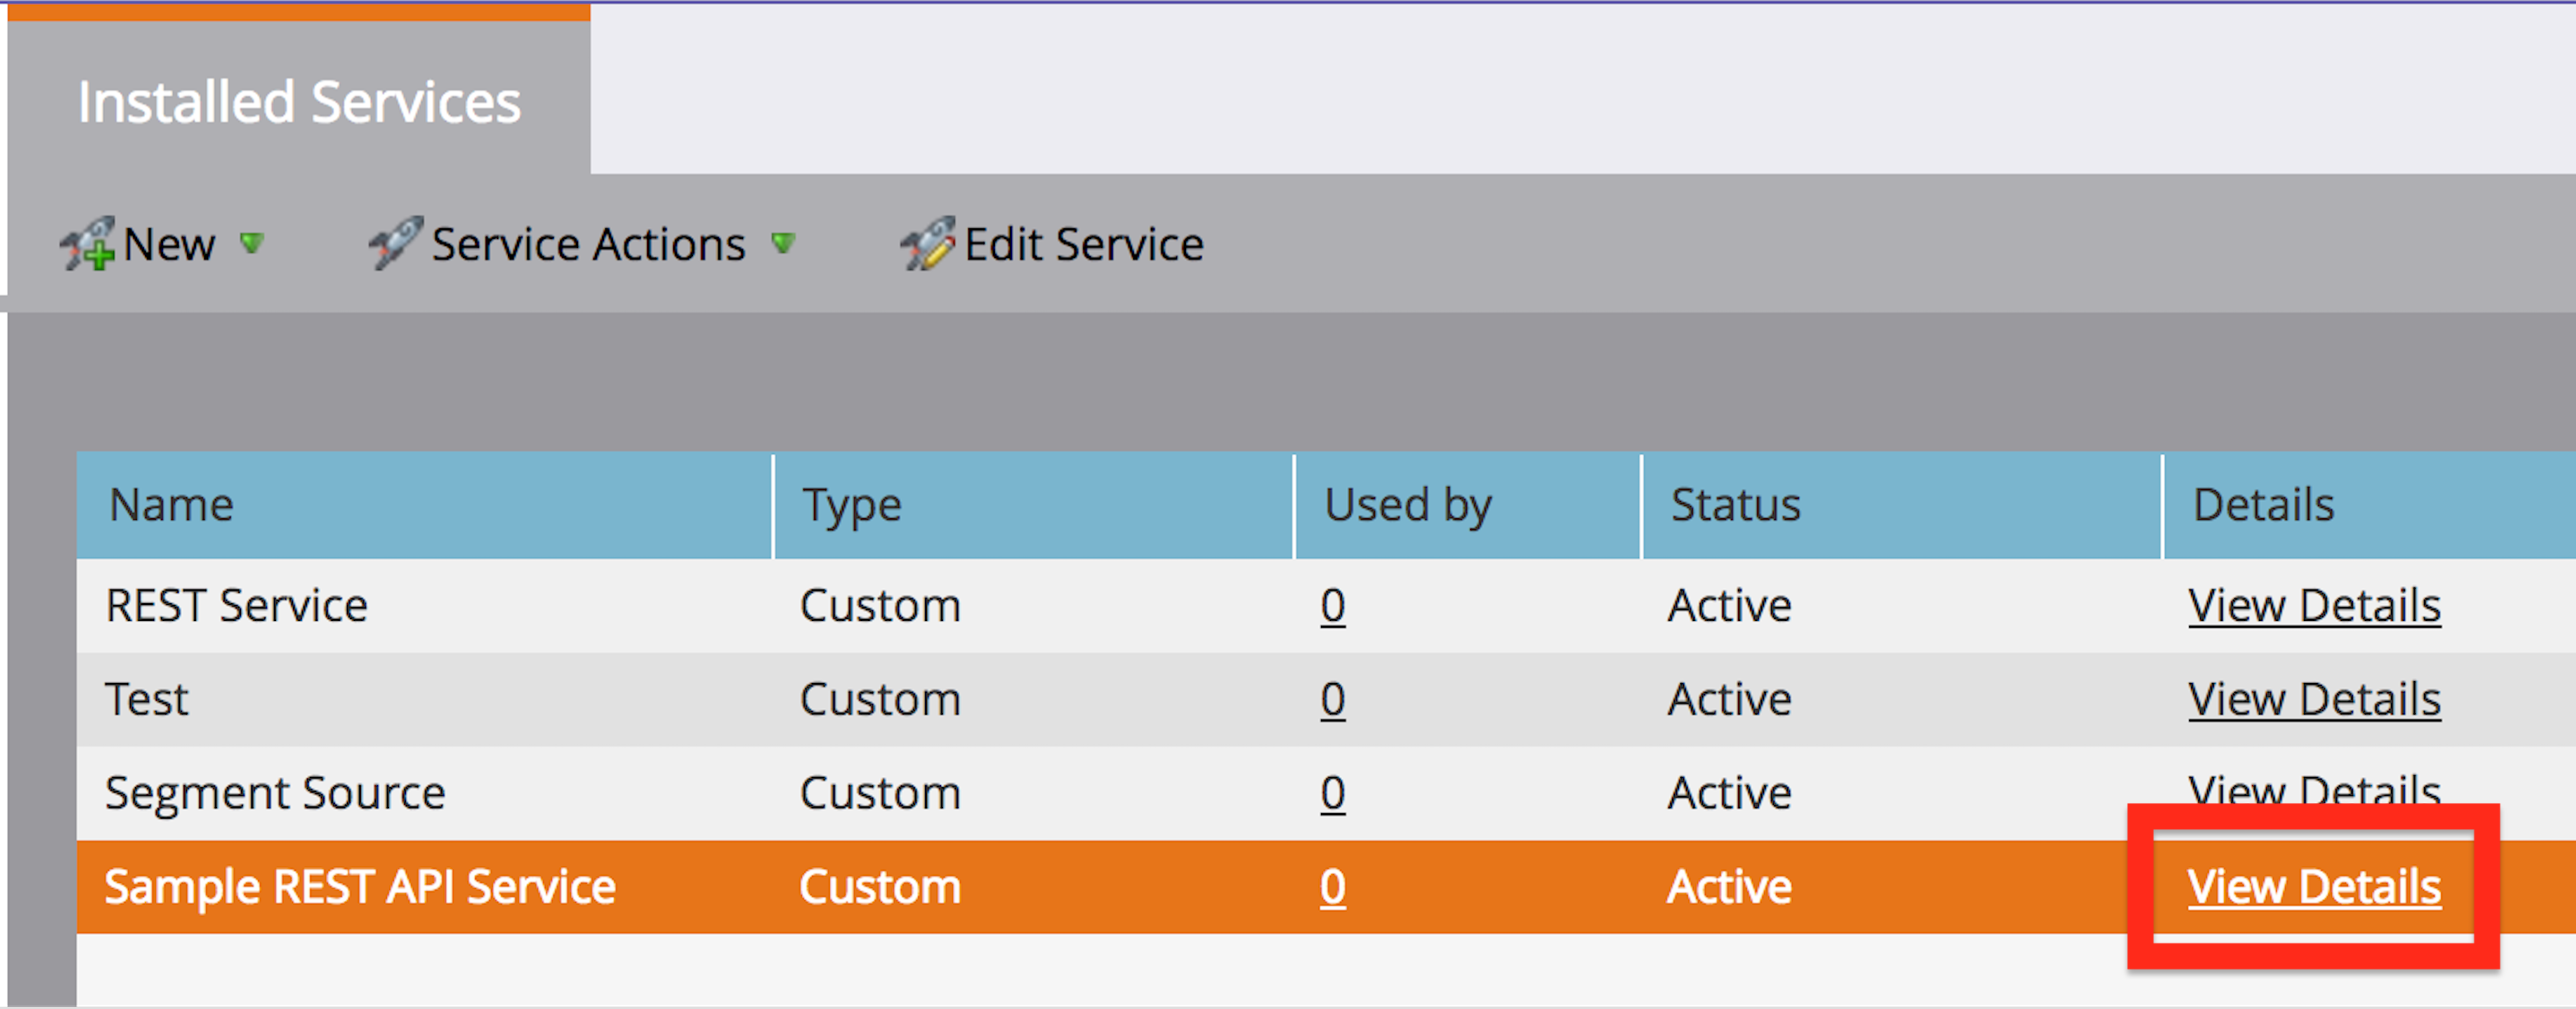 Installed Services
New Service Actions Edit Service
Name Type Used by Status Details
REST Service Custom 0 Active View Details
Test Custom 0 Active View Details
Segment Source Custom 0 Active View Details
Sample REST API Service Custom 0 Active View Details